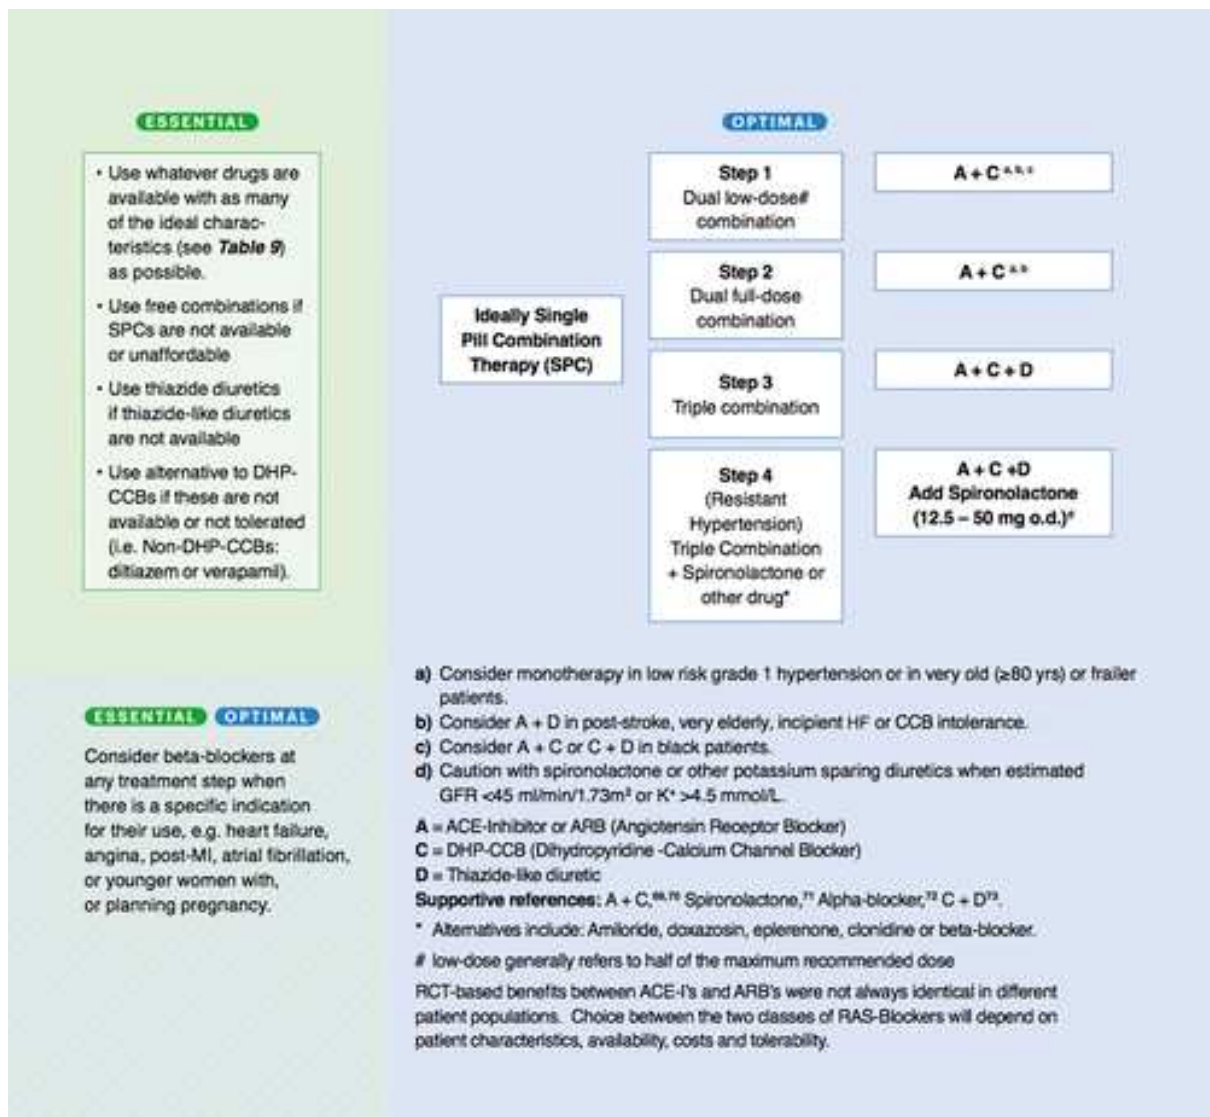 ESSENTIAL
• Use whatever drugs are
available with as many
of the ideal charac-
teristics (see Table 9)
as possible.
• Use free combinations if
SPCs are not available
or unaffordable
• Use thiazide diuretics
if thiazide-like diuretics
are not available
• Use alternative to DHP-
CCBs if these are not
available or not tolerated
(i.e. Non-DHP-CCBs:
diltiazem or verapamil).
ESSENTIAL OPTIMAL
Consider beta-blockers at
any treatment step when
there is a specific indication
for their use, e.g. heart failure,
angina, post-MI, atrial fibrillation,
or younger women with,
or planning pregnancy.
OPTIMAL
Ideally Single
Pill Combination
Therapy (SPC)
Step 1
Dual low-dose#
combination
A + C a, b, c
Step 2
Dual full-dose
combination
A + C a, b
Step 3
Triple combination
A + C + D
Step 4
(Resistant
Hypertension)
Triple Combination
+ Spironolactone or
other drug*
A + C +D
Add Spironolactone
(12.5 – 50 mg o.d.)d
a) Consider monotherapy in low risk grade 1 hypertension or in very old (≥80 yrs) or frailer
patients.
b) Consider A + D in post-stroke, very elderly, incipient HF or CCB intolerance.
c) Consider A + C or C + D in black patients.
d) Caution with spironolactone or other potassium sparing diuretics when estimated
GFR <45 ml/min/1.73m² or K⁺ >4.5 mmol/L.
A = ACE-Inhibitor or ARB (Angiotensin Receptor Blocker)
C = DHP-CCB (Dihydropyridine -Calcium Channel Blocker)
D = Thiazide-like diuretic
Supportive references: A + C,69,70 Spironolactone,71 Alpha-blocker,72 C + D73.
* Alternatives include: Amiloride, doxazosin, eplerenone, clonidine or beta-blocker.
# low-dose generally refers to half of the maximum recommended dose
RCT-based benefits between ACE-I's and ARB's were not always identical in different
patient populations. Choice between the two classes of RAS-Blockers will depend on
patient characteristics, availability, costs and tolerability.